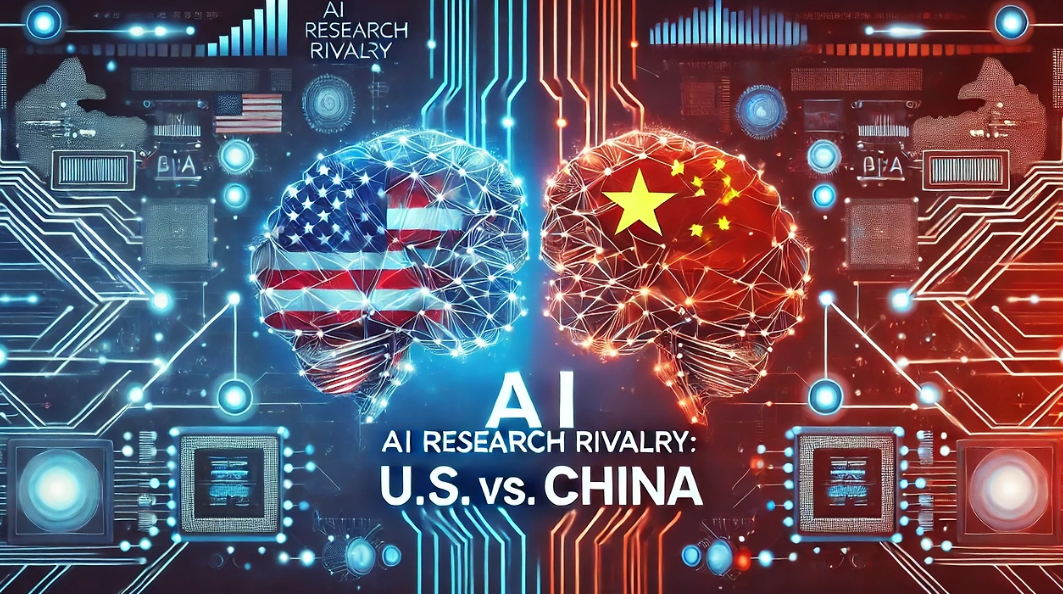 AI
RESEARCH
RIVALRY
AI
AI RESEARCH RIVALRY:
U.S. vs. CHINA